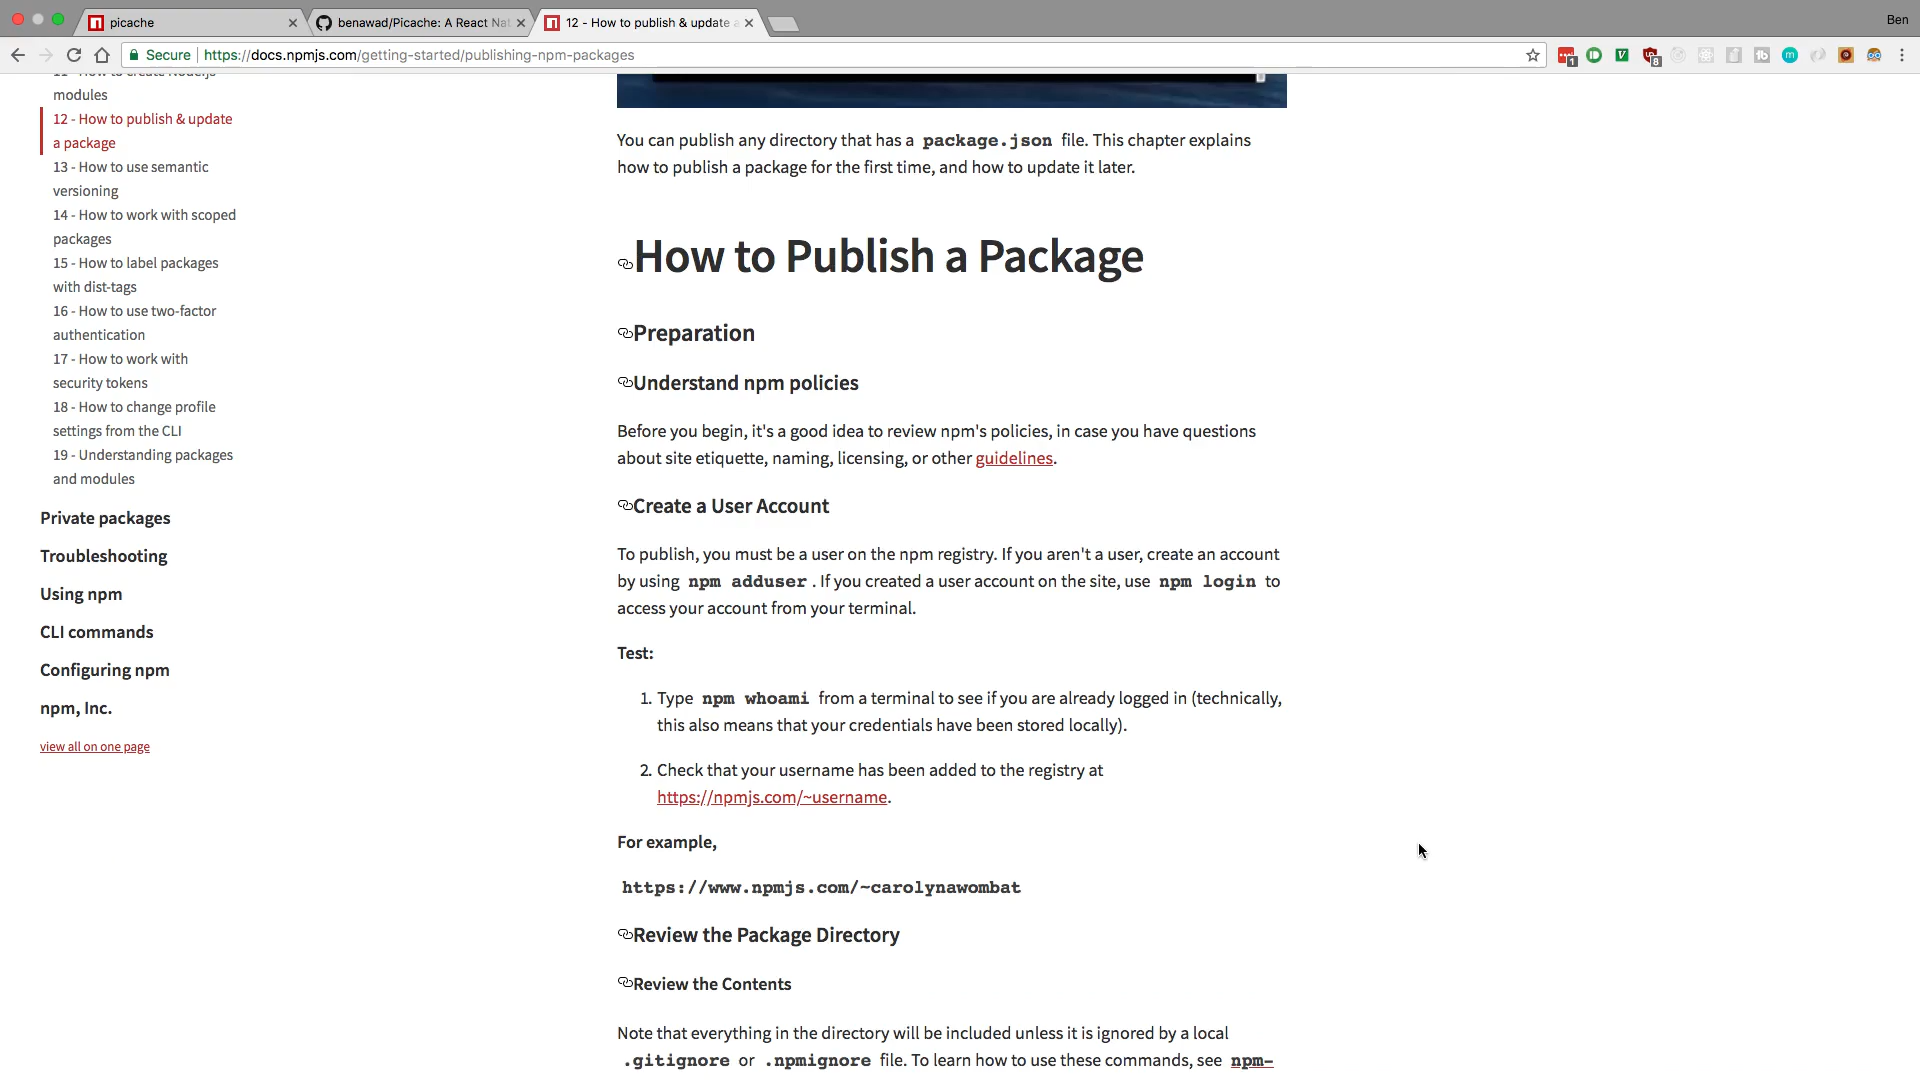 picache
benawad/Picache: A React Nat
12 - How to publish & update a
Ben
Secure
https://docs.npmjs.com/getting-started/publishing-npm-packages
1
8
11 - How to create Node.js
modules
12 - How to publish & update
a package
13 - How to use semantic
versioning
14 - How to work with scoped
packages
15 - How to label packages
with dist-tags
16 - How to use two-factor
authentication
17 - How to work with
security tokens
18 - How to change profile
settings from the CLI
19 - Understanding packages
and modules
Private packages
Troubleshooting
Using npm
CLI commands
Configuring npm
npm, Inc.
view all on one page
You can publish any directory that has a package.json file. This chapter explains
how to publish a package for the first time, and how to update it later.
How to Publish a Package
Preparation
Understand npm policies
Before you begin, it's a good idea to review npm's policies, in case you have questions
about site etiquette, naming, licensing, or other guidelines.
Create a User Account
To publish, you must be a user on the npm registry. If you aren't a user, create an account
by using npm adduser . If you created a user account on the site, use npm login to
access your account from your terminal.
Test:
1. Type npm whoami from a terminal to see if you are already logged in (technically,
this also means that your credentials have been stored locally).
2. Check that your username has been added to the registry at
https://npmjs.com/~username.
For example,
https://www.npmjs.com/~carolynawombat
Review the Package Directory
Review the Contents
Note that everything in the directory will be included unless it is ignored by a local
.gitignore or .npmignore file. To learn how to use these commands, see npm-